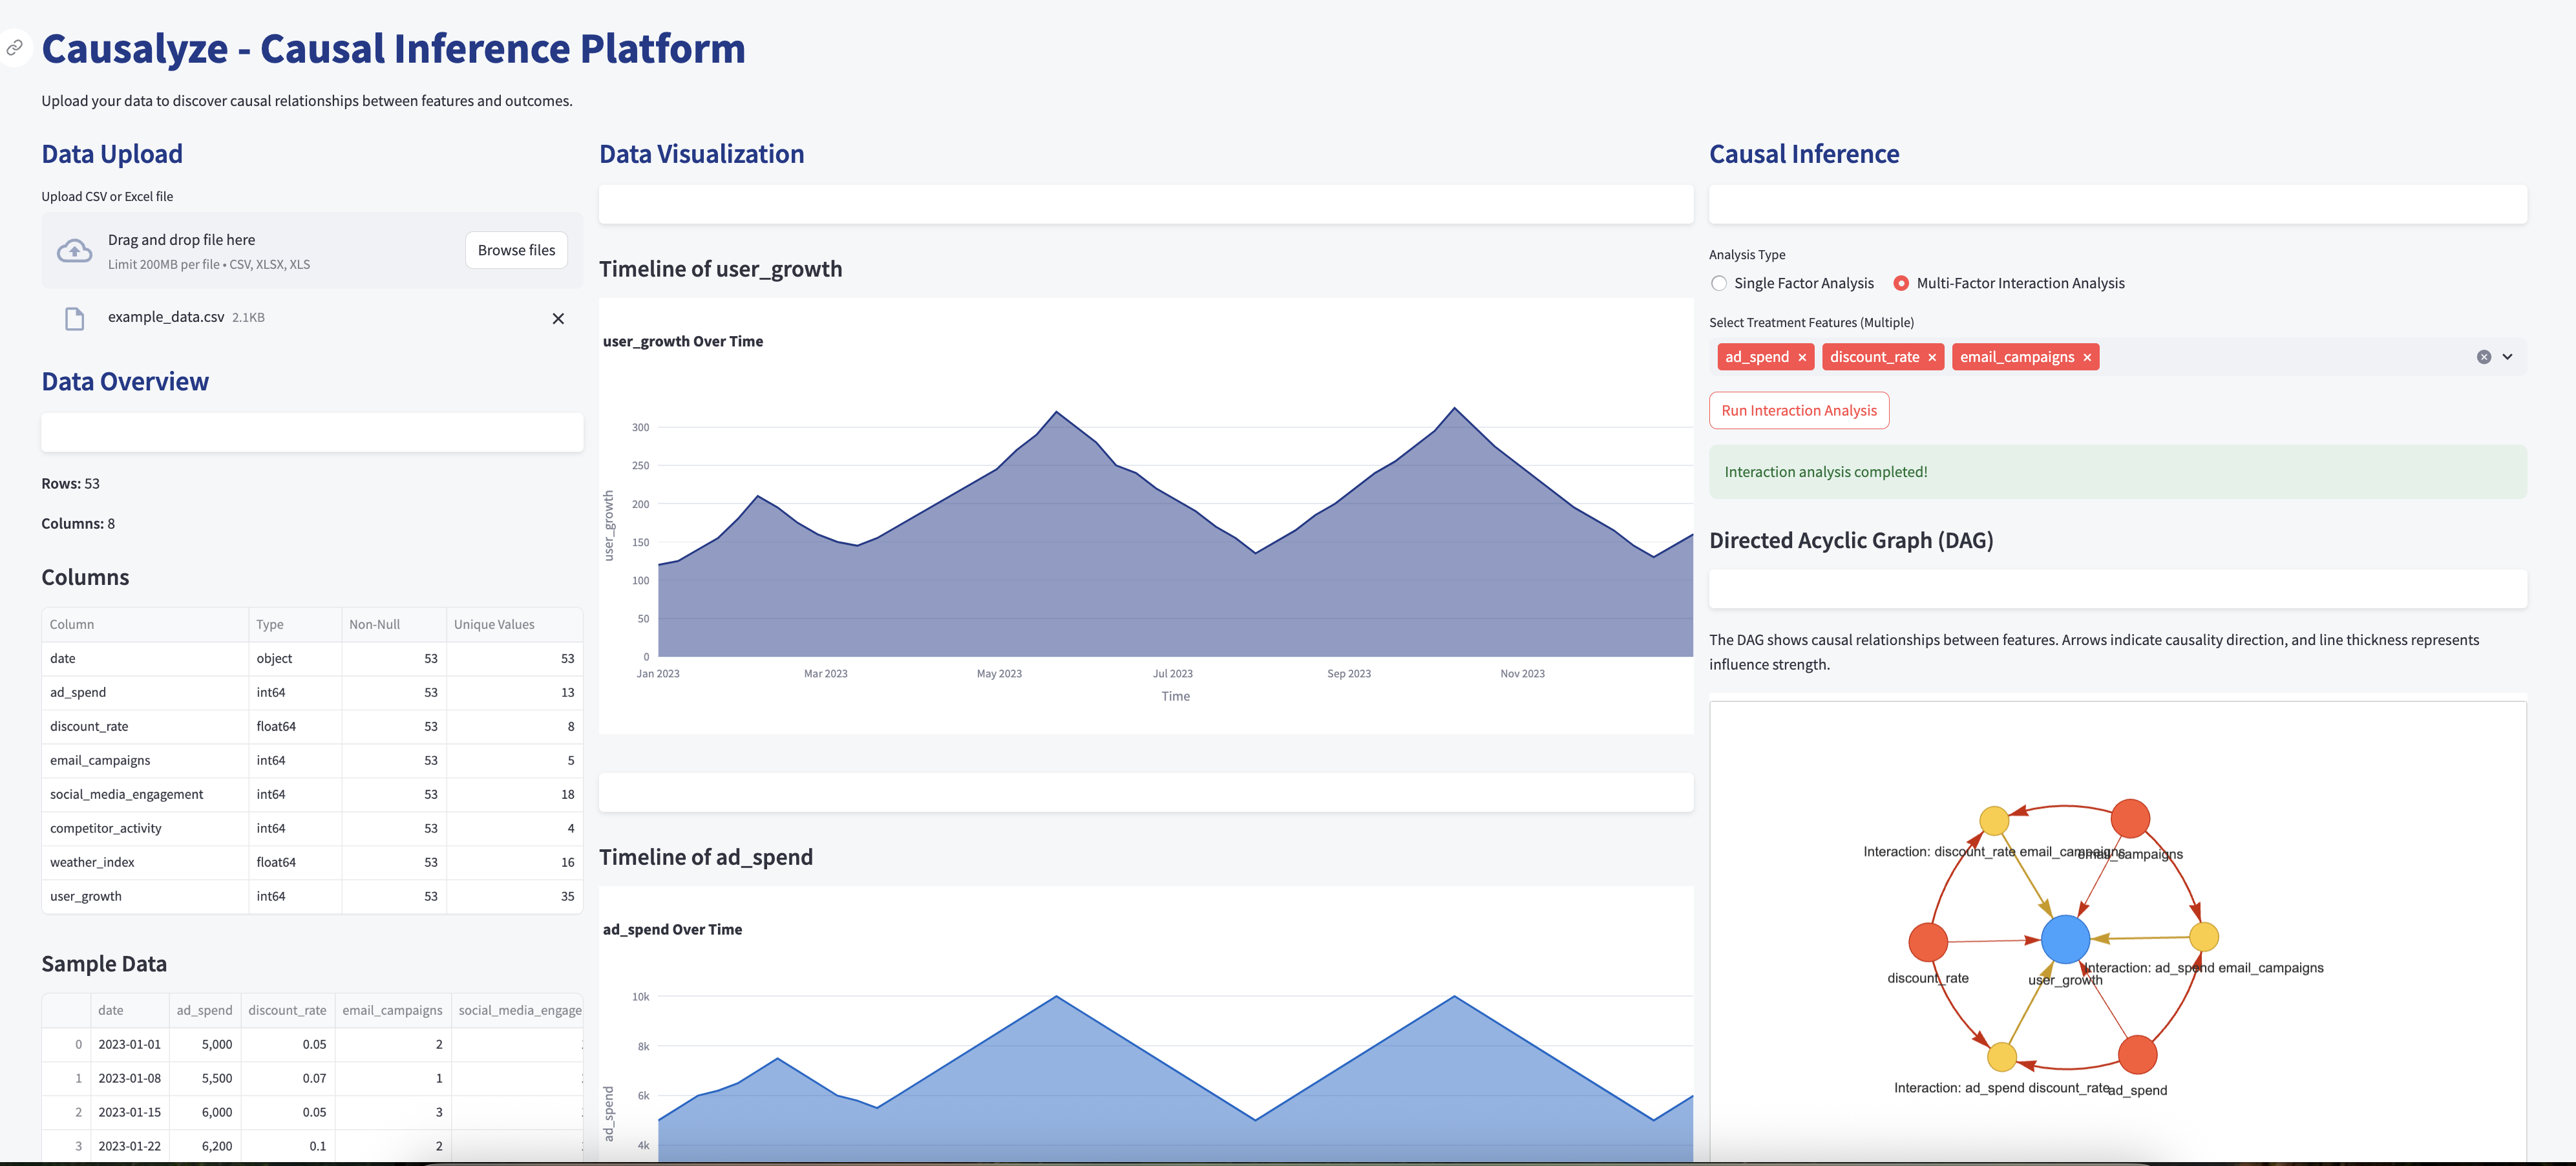 Causalyze - Causal Inference Platform
Upload your data to discover causal relationships between features and outcomes.
Data Upload
Upload CSV or Excel file
Drag and drop file here
Limit 200MB per file • CSV, XLSX, XLS
Browse files
example_data.csv 2.1KB
Data Overview
Rows: 53
Columns: 8
Columns
Column Type Non-Null Unique Values
date object 53 53
ad_spend int64 53 13
discount_rate float64 53 8
email_campaigns int64 53 5
social_media_engagement int64 53 18
competitor_activity int64 53 4
weather_index float64 53 16
user_growth int64 53 35
Sample Data
date ad_spend discount_rate email_campaigns social_media_engage
0 2023-01-01 5,000 0.05 2
1 2023-01-08 5,500 0.07 1
2 2023-01-15 6,000 0.05 3
3 2023-01-22 6,200 0.1 2
Data Visualization
Timeline of user_growth
user_growth Over Time
user_growth
300
250
200
150
100
50
0
Jan 2023 Mar 2023 May 2023 Jul 2023 Sep 2023 Nov 2023
Time
Timeline of ad_spend
ad_spend Over Time
ad_spend
10k
8k
6k
4k
Causal Inference
Analysis Type
Single Factor Analysis Multi-Factor Interaction Analysis
Select Treatment Features (Multiple)
ad_spend discount_rate email_campaigns
Run Interaction Analysis
Interaction analysis completed!
Directed Acyclic Graph (DAG)
The DAG shows causal relationships between features. Arrows indicate causality direction, and line thickness represents
influence strength.
Interaction: discount_rate email_campaigns
email_campaigns
Interaction: ad_spend email_campaigns
discount_rate
user_growth
Interaction: ad_spend discount_rate
ad_spend